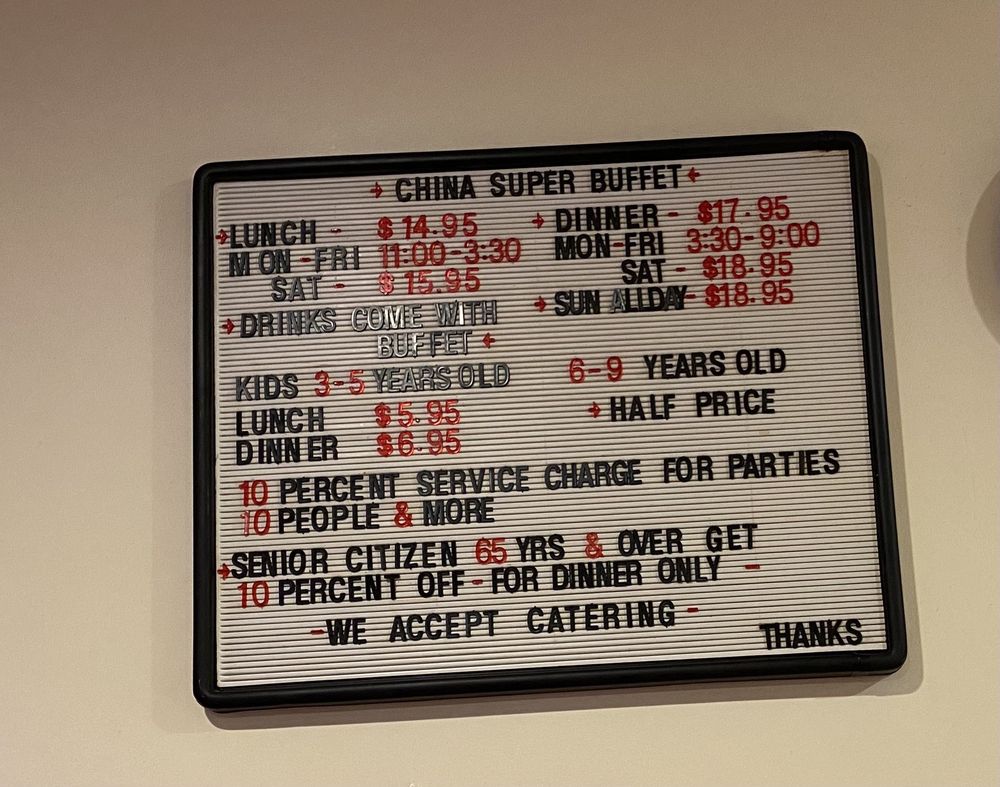 → CHINA SUPER BUFFET ←
→ LUNCH - $14.95
MON-FRI 11:00-3:30
SAT - $15.95
→ DRINKS COME WITH
BUFFET ←
→ DINNER - $17.95
MON-FRI 3:30-9:00
SAT - $18.95
→ SUN ALLDAY- $18.95
KIDS 3-5 YEARS OLD
LUNCH $5.95
DINNER $6.95
6-9 YEARS OLD
→ HALF PRICE
10 PERCENT SERVICE CHARGE FOR PARTIES
10 PEOPLE & MORE
→SENIOR CITIZEN 65 YRS & OVER GET
10 PERCENT OFF - FOR DINNER ONLY -
-WE ACCEPT CATERING-
THANKS